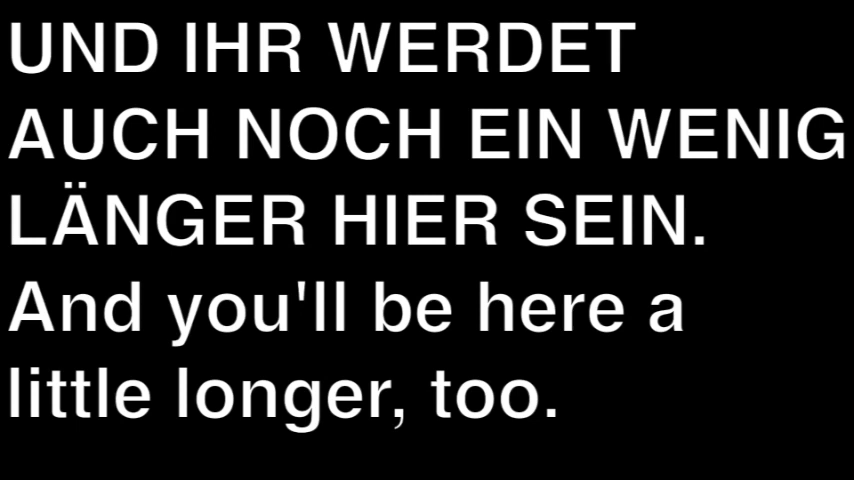 UND IHR WERDET
AUCH NOCH EIN WENIG
LÄNGER HIER SEIN.
And you'll be here a
little longer, too.